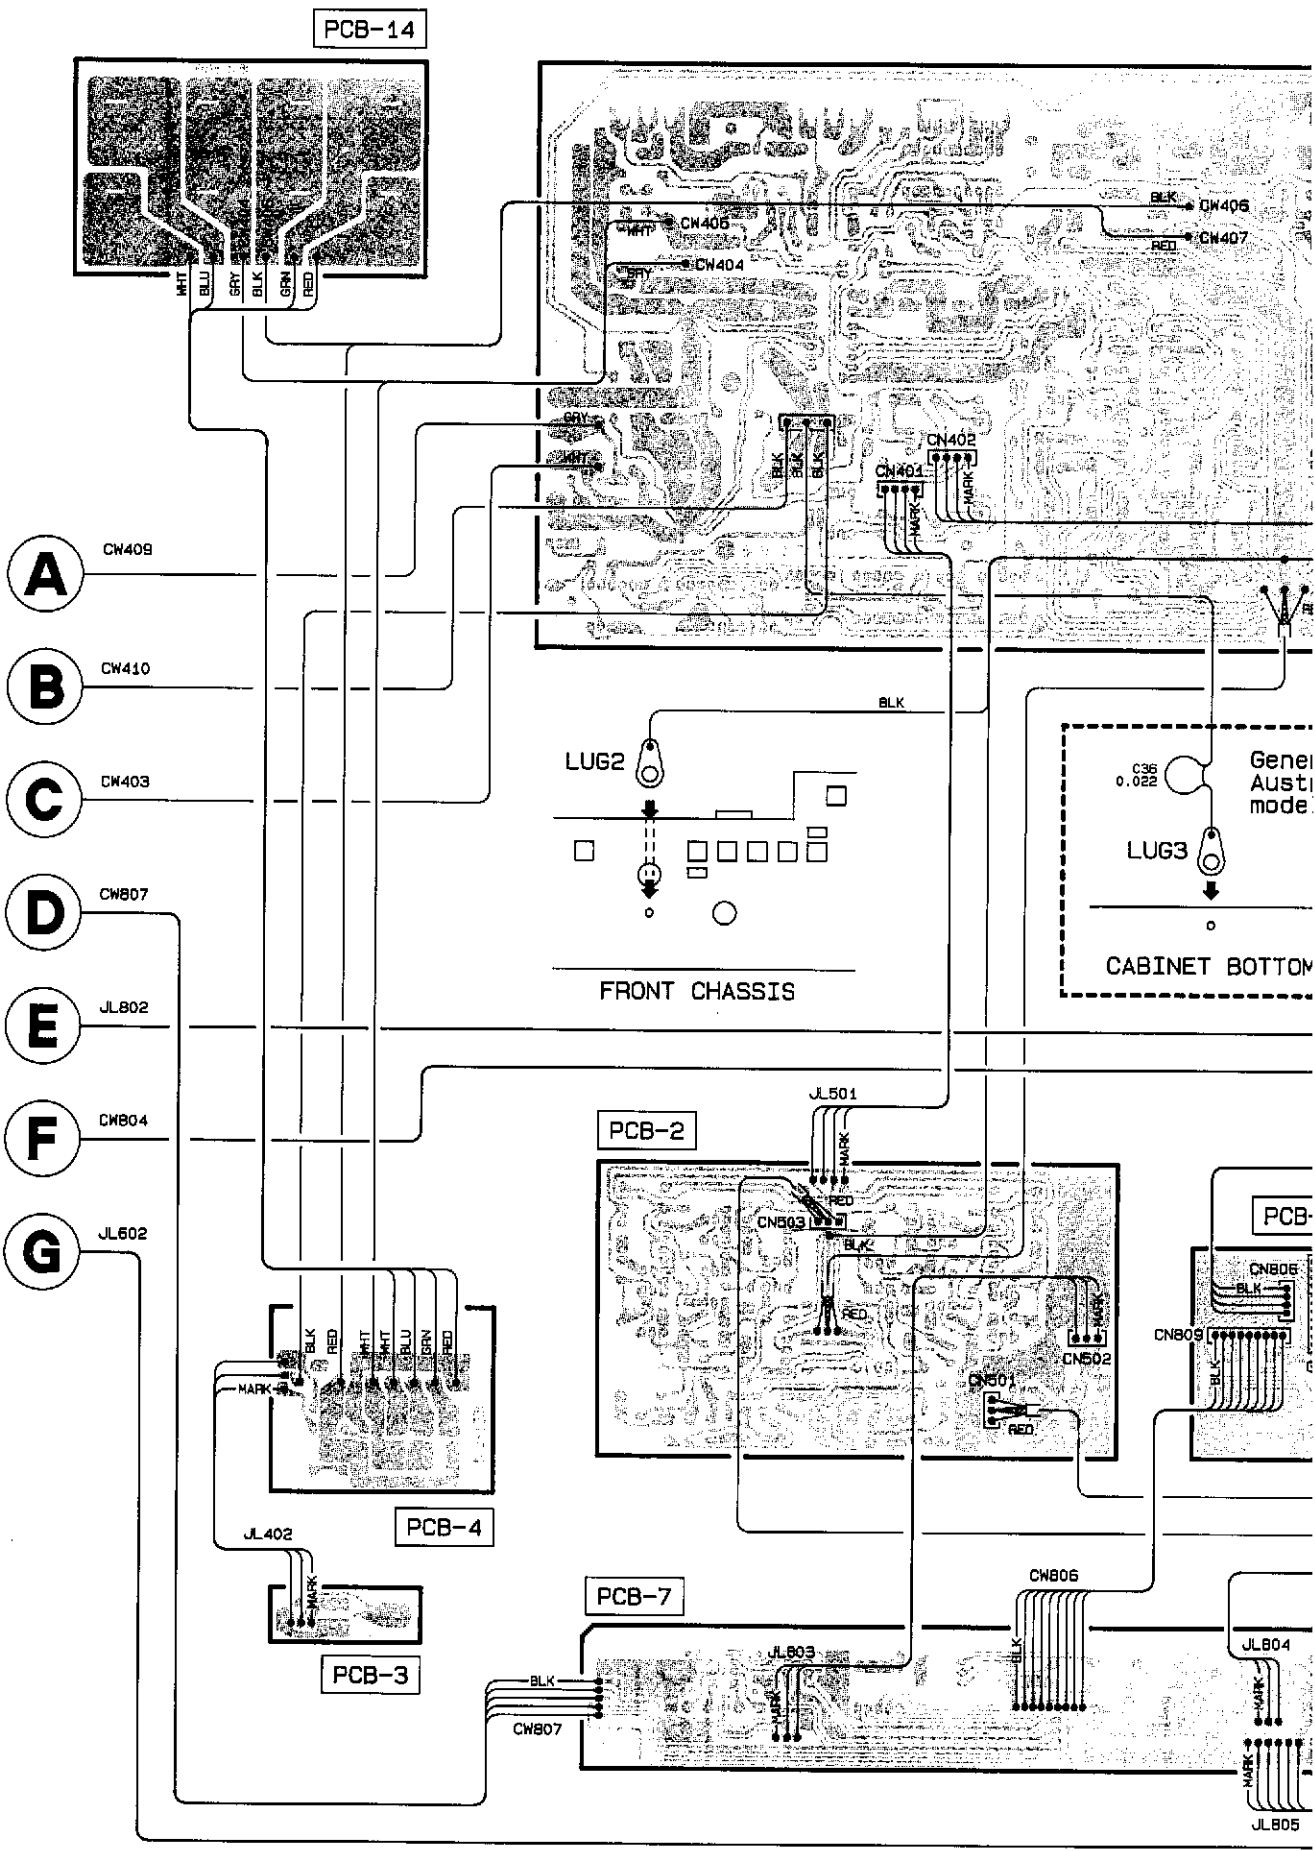 PCB-14
WHT
BLU
GRY
BLK
GRN
RED
WHT
CW405
GRY
CW404
BLK
CW406
RED
CW407
GRY
WHT
BLK
BLK
BLK
CN402
CN401
MARK
MARK
A
CW409
B
CW410
C
CW403
D
CW807
E
JL802
F
CW804
G
JL602
BLK
LUG2
FRONT CHASSIS
C36
0.022
LUG3
CABINET BOTTOM
JL501
MARK
PCB-2
RED
CN503
BLK
RED
MARK
CN502
CN501
RED
PCB-
CN806
BLK
CN809
BLK
BLK
RED
WHT
WHT
BLU
GRN
RED
MARK
PCB-4
JL402
MARK
PCB-3
PCB-7
CW806
BLK
JL803
MARK
BLK
CW807
JL804
MARK
MARK
JL805